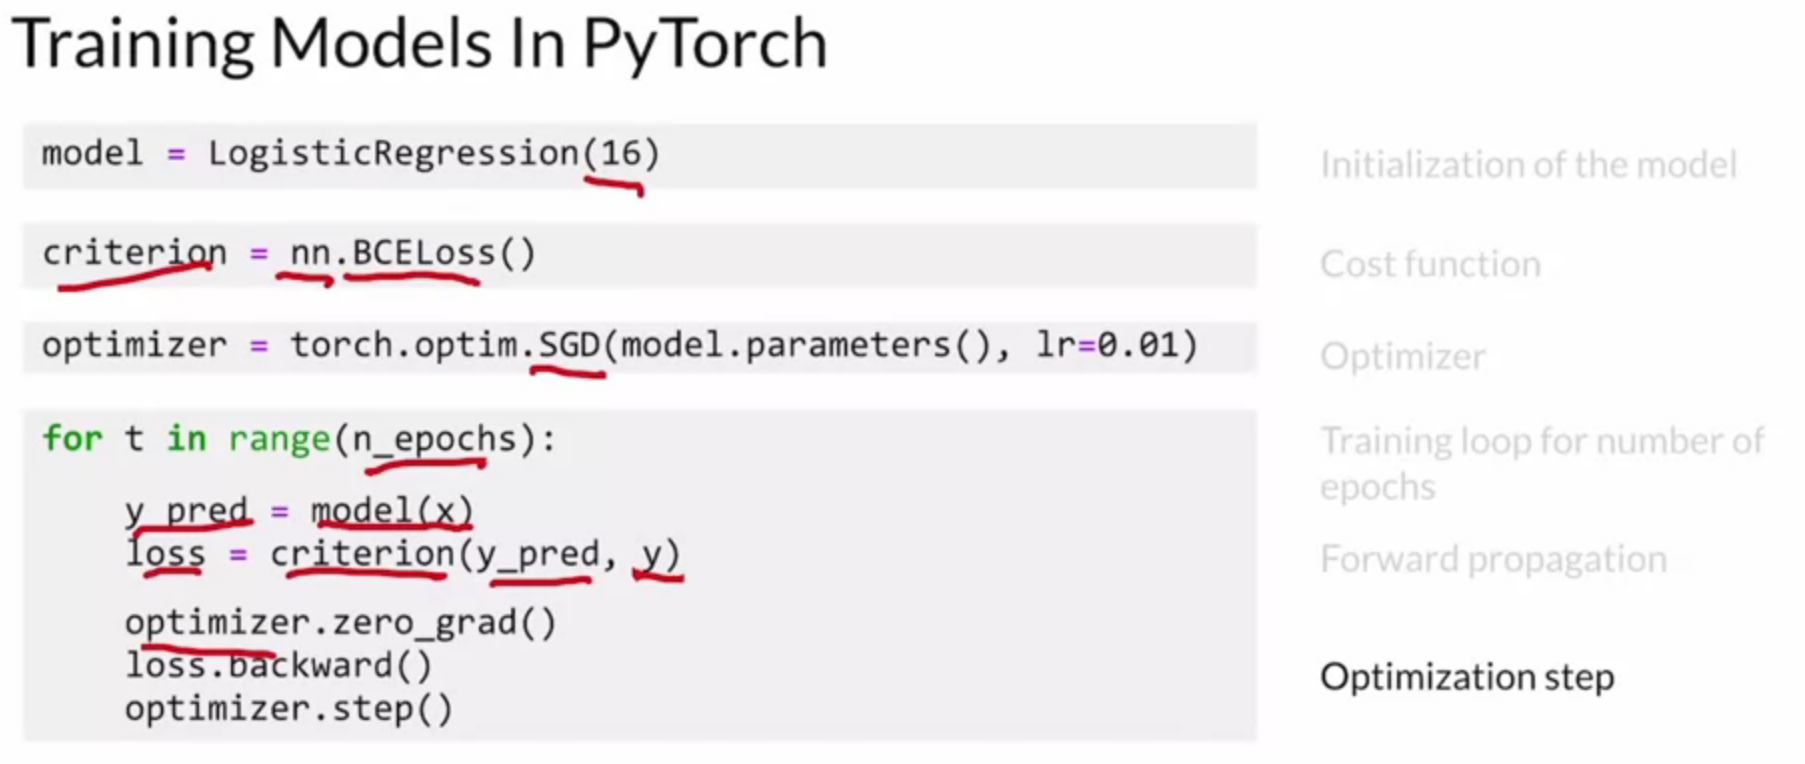 Training Models In PyTorch
model = LogisticRegression(16)
Initialization of the model
criterion = nn.BCELoss()
Cost function
optimizer = torch.optim.SGD(model.parameters(), lr=0.01)
Optimizer
for t in range(n_epochs):
Training loop for number of
epochs
y_pred = model(x)
loss = criterion(y_pred, y)
Forward propagation
optimizer.zero_grad()
loss.backward()
optimizer.step()
Optimization step